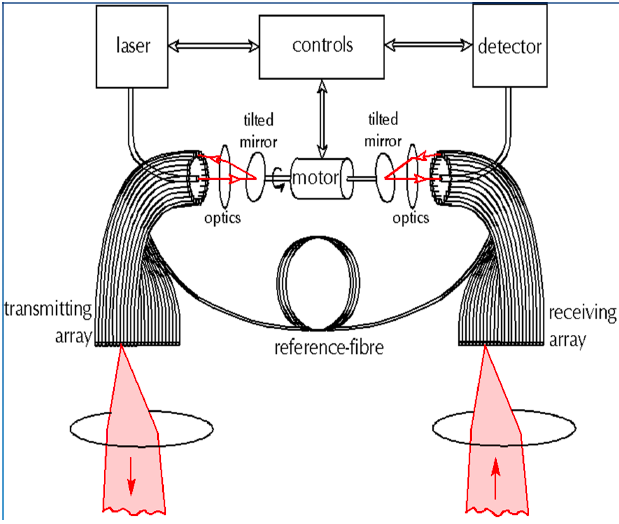 laser
controls
detector
tilted
mirror
tilted
mirror
motor
optics
optics
transmitting
array
reference-fibre
receiving
array